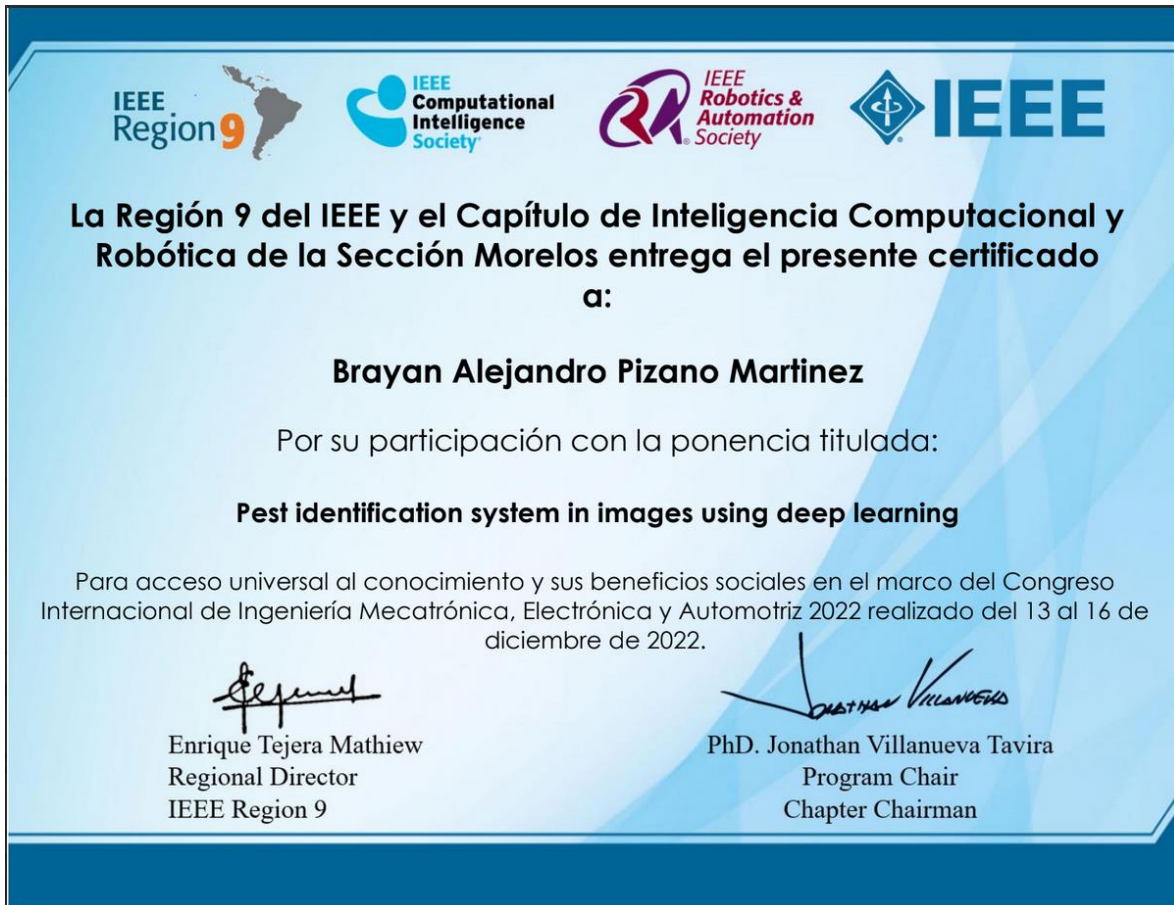 IEEE
Region 9
IEEE
Computational
Intelligence
Society
IEEE
Robotics &
Automation
Society
IEEE
La Región 9 del IEEE y el Capítulo de Inteligencia Computacional y
Robótica de la Sección Morelos entrega el presente certificado
a:
Brayan Alejandro Pizano Martinez
Por su participación con la ponencia titulada:
Pest identification system in images using deep learning
Para acceso universal al conocimiento y sus beneficios sociales en el marco del Congreso
Internacional de Ingeniería Mecatrónica, Electrónica y Automotriz 2022 realizado del 13 al 16 de
diciembre de 2022.
Jonathan Villanueva
Enrique Tejera Mathiew
Regional Director
IEEE Region 9
PhD. Jonathan Villanueva Tavira
Program Chair
Chapter Chairman